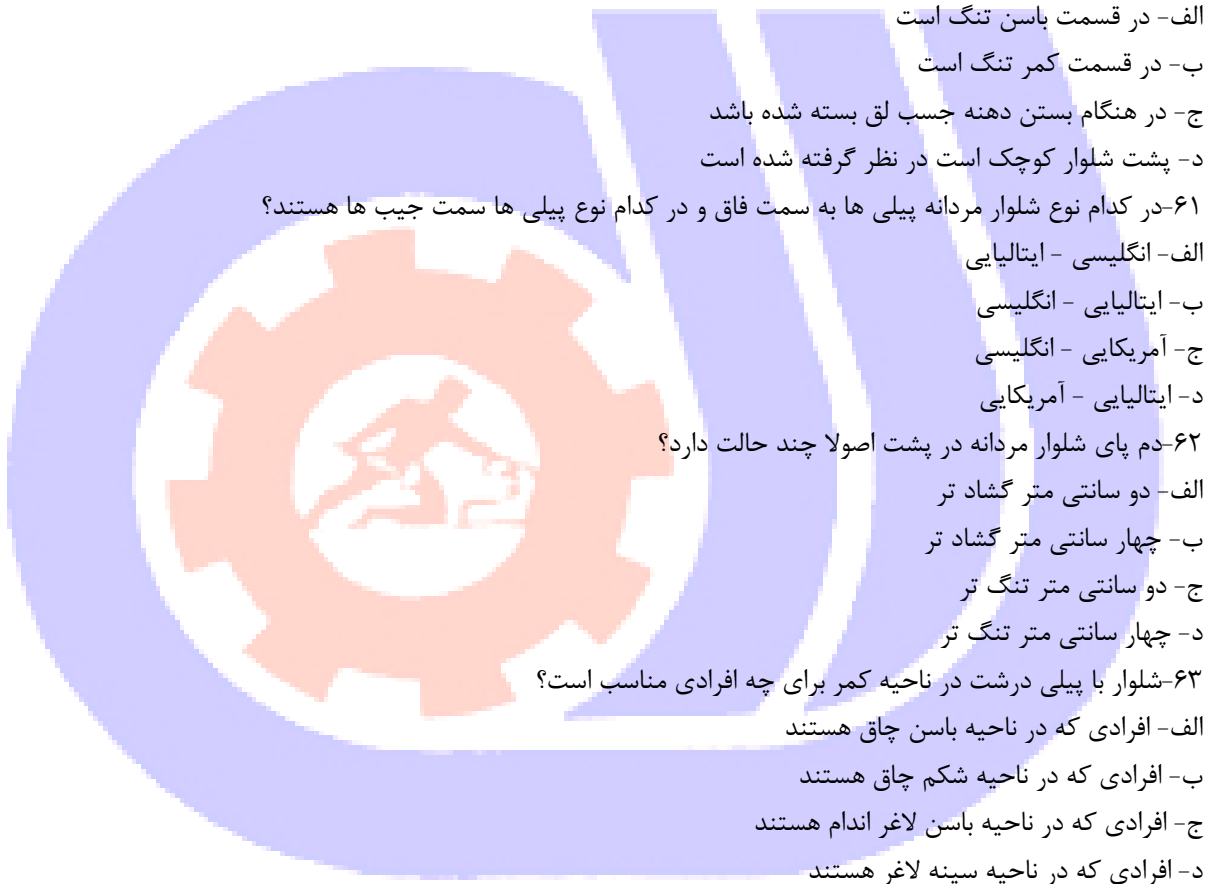 الف- در قسمت باسن تنگ است
ب- در قسمت کمر تنگ است
ج- در هنگام بستن دهنه جسب لق بسته شده باشد
د- پشت شلوار کوچک است در نظر گرفته شده است
۶۱-در کدام نوع شلوار مردانه پیلی ها به سمت فاق و در کدام نوع پیلی ها سمت جیب ها هستند؟
الف- انگلیسی - ایتالیایی
ب- ایتالیایی - انگلیسی
ج- آمریکایی - انگلیسی
د- ایتالیایی - آمریکایی
۶۲-دم پای شلوار مردانه در پشت اصولا چند حالت دارد؟
الف- دو سانتی متر گشاد تر
ب- چهار سانتی متر گشاد تر
ج- دو سانتی متر تنگ تر
د- چهار سانتی متر تنگ تر
۶۳-شلوار با پیلی درشت در ناحیه کمر برای چه افرادی مناسب است؟
الف- افرادی که در ناحیه باسن چاق هستند
ب- افرادی که در ناحیه شکم چاق هستند
ج- افرادی که در ناحیه باسن لاغر اندام هستند
د- افرادی که در ناحیه سینه لاغر هستند